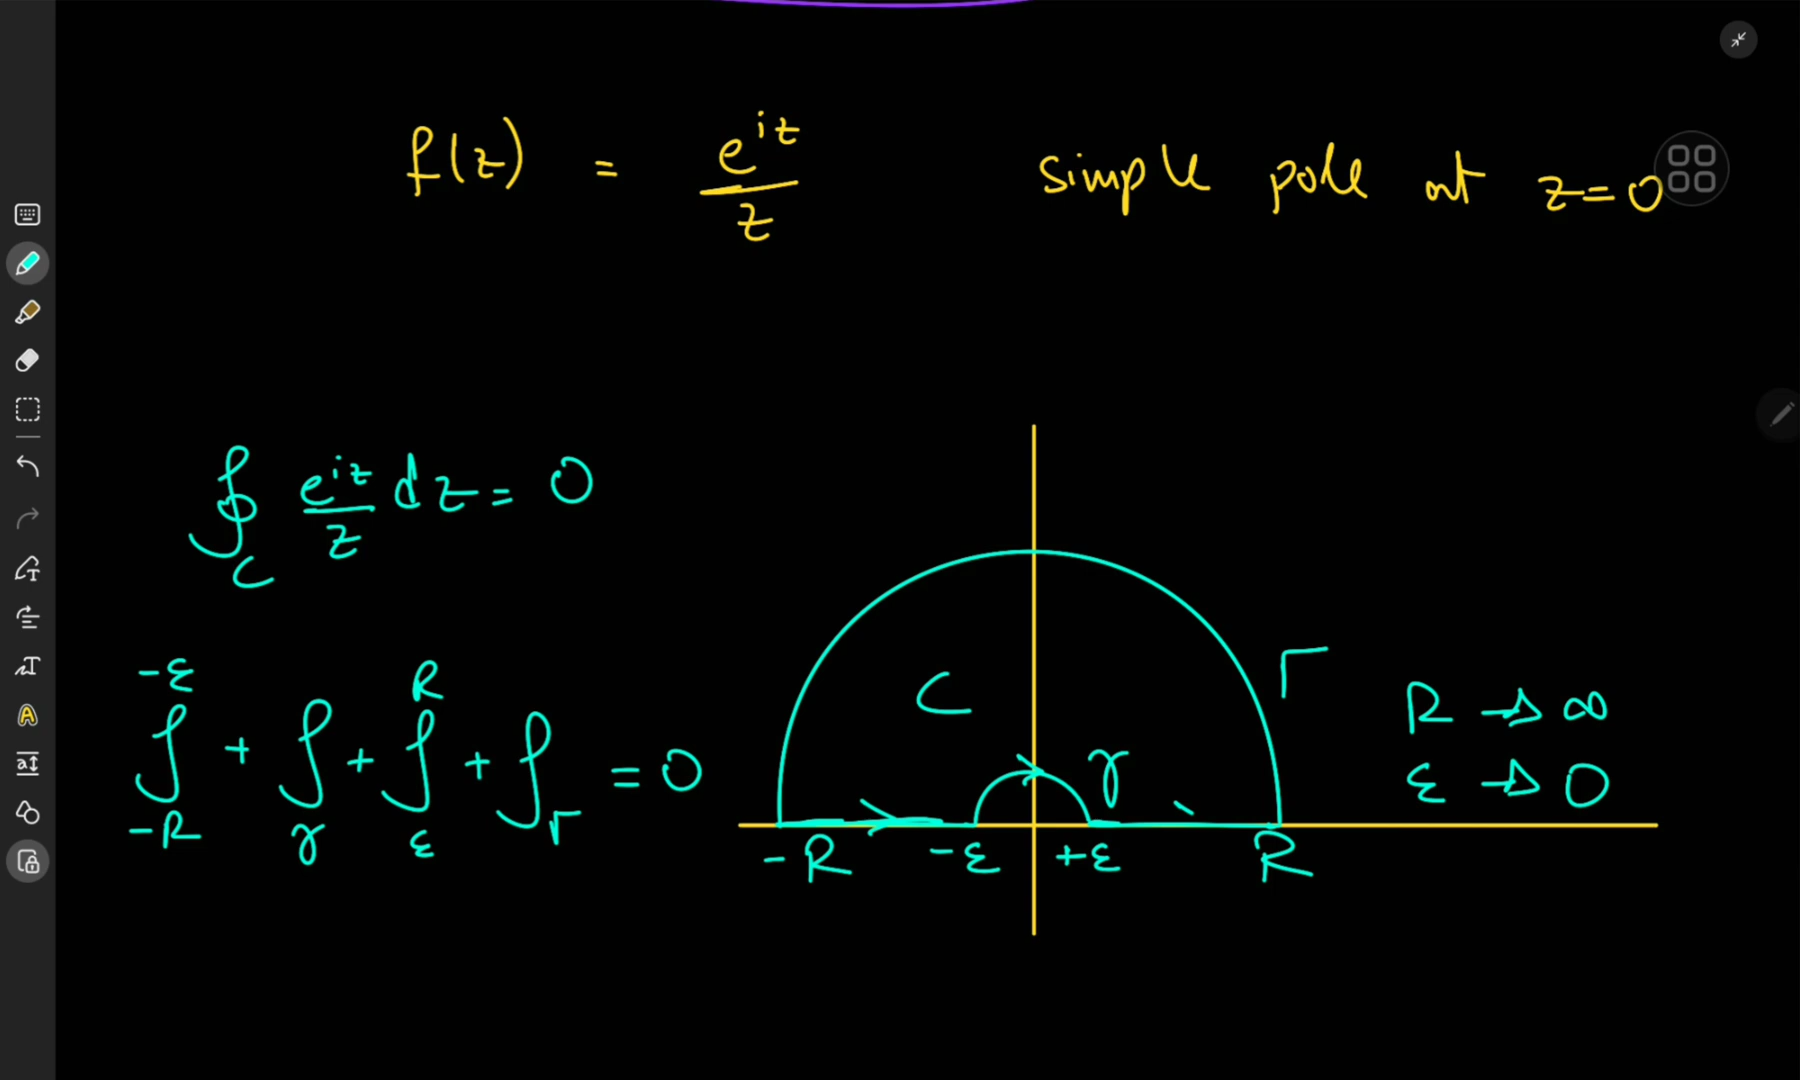 f(z) = e^{iz}/z simple pole at z=0
∮_C e^{iz}/z dz = 0
∫_{-R}^{-ε} + ∫_γ + ∫_ε^R + ∫_Γ = 0
C
Γ
γ
R → ∞
ε → 0
-R -ε +ε R